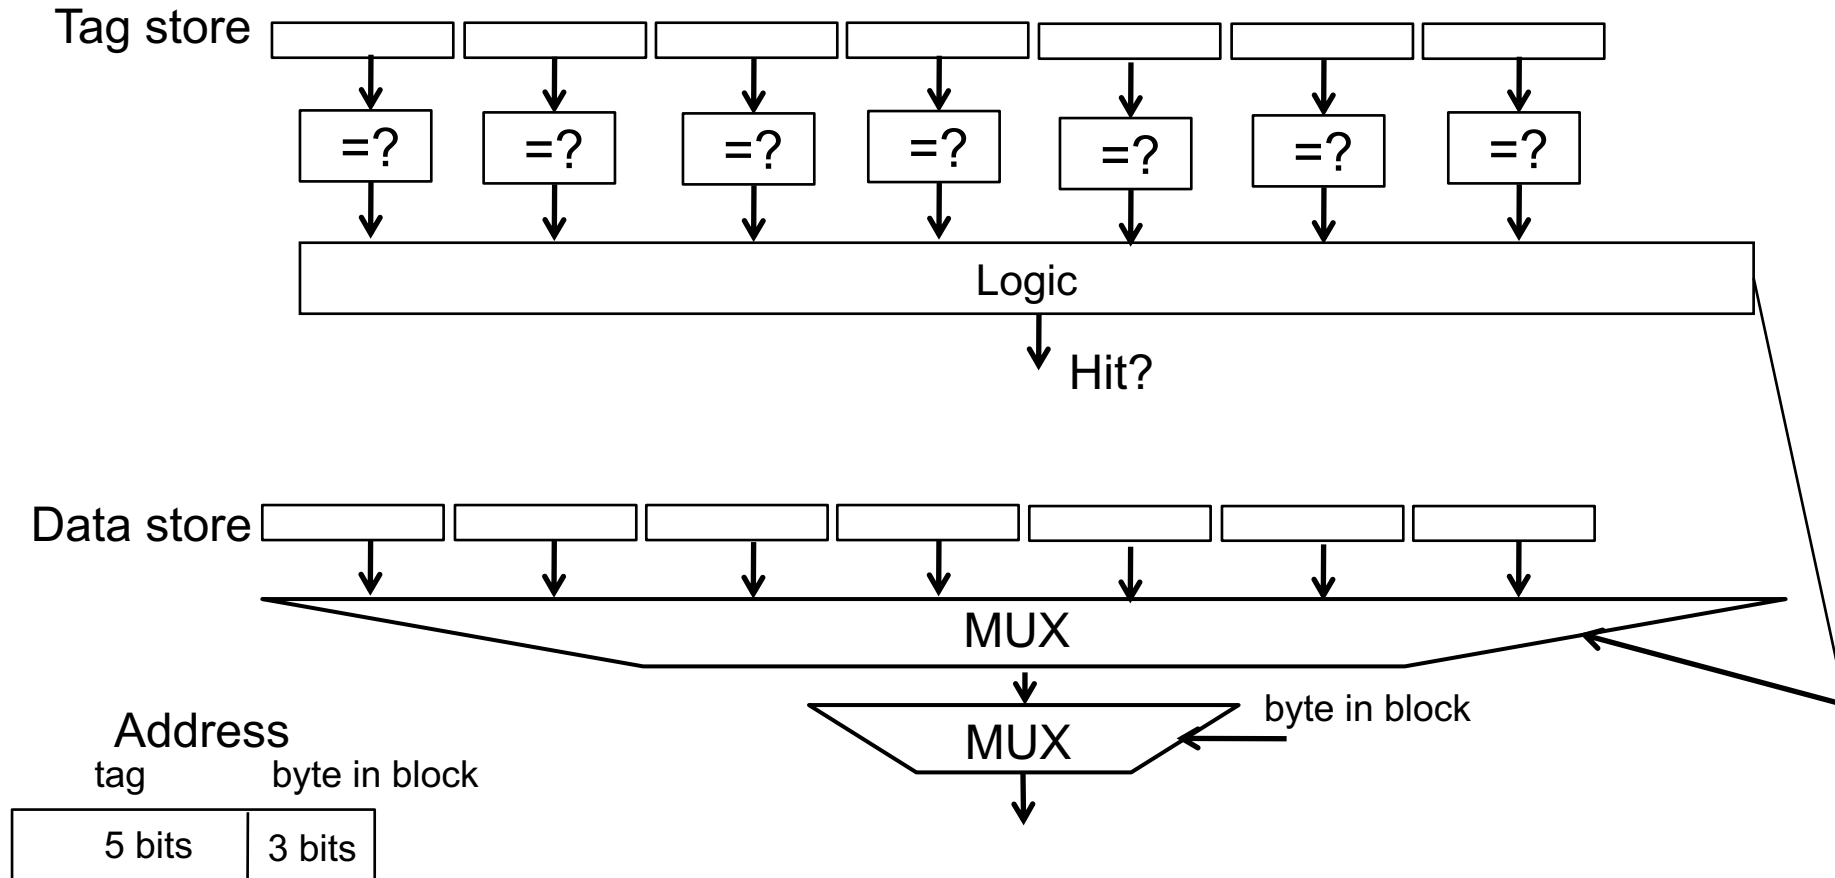 Tag store
=? =? =? =? =? =? =?
Logic
Hit?
Data store
MUX
byte in block
MUX
Address
tag byte in block
5 bits 3 bits